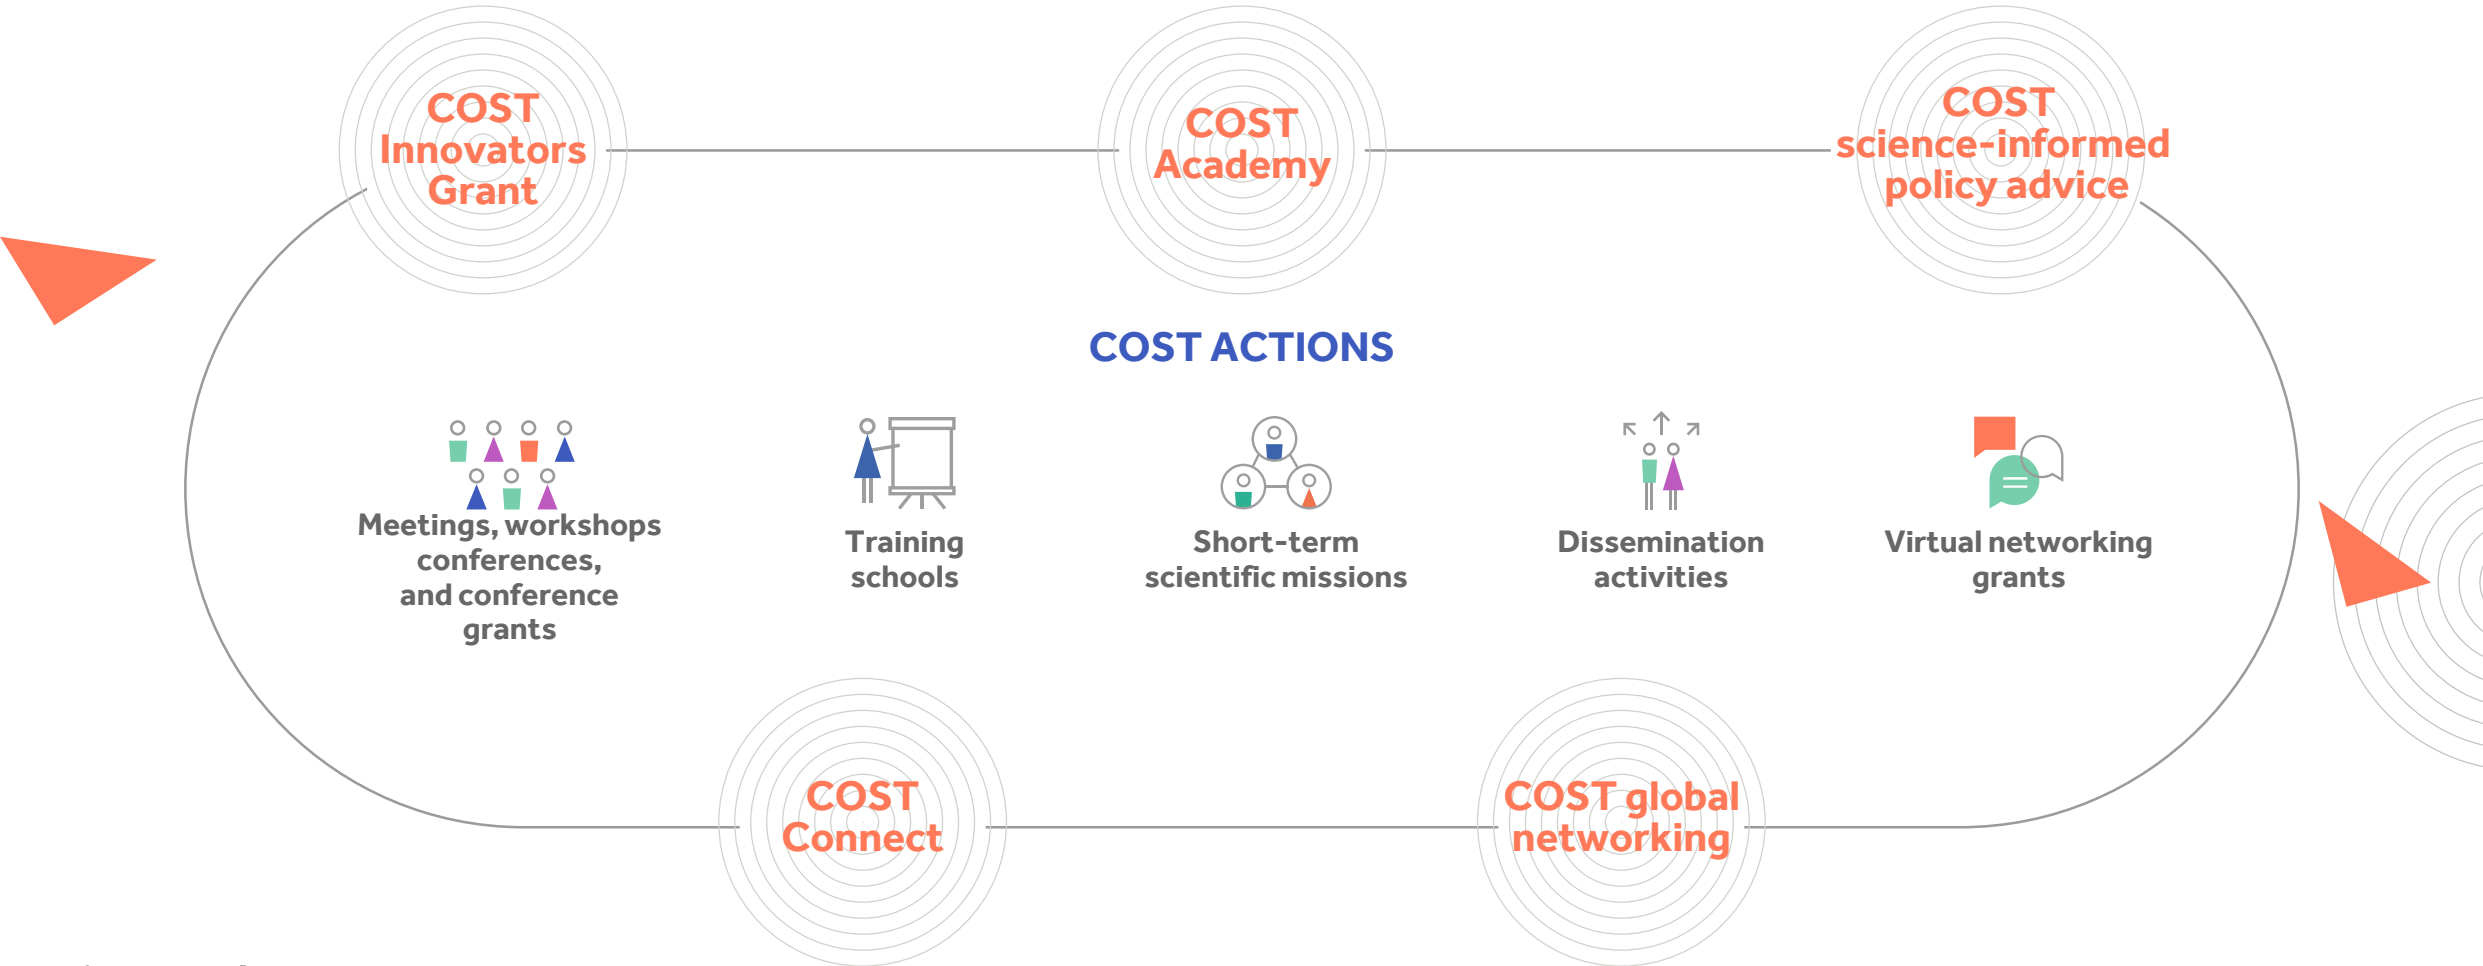 COST
Innovators
Grant
COST
Academy
COST
science-informed
policy advice
COST ACTIONS
Meetings, workshops
conferences,
and conference
grants
Training
schools
Short-term
scientific missions
Dissemination
activities
Virtual networking
grants
COST
Connect
COST global
networking